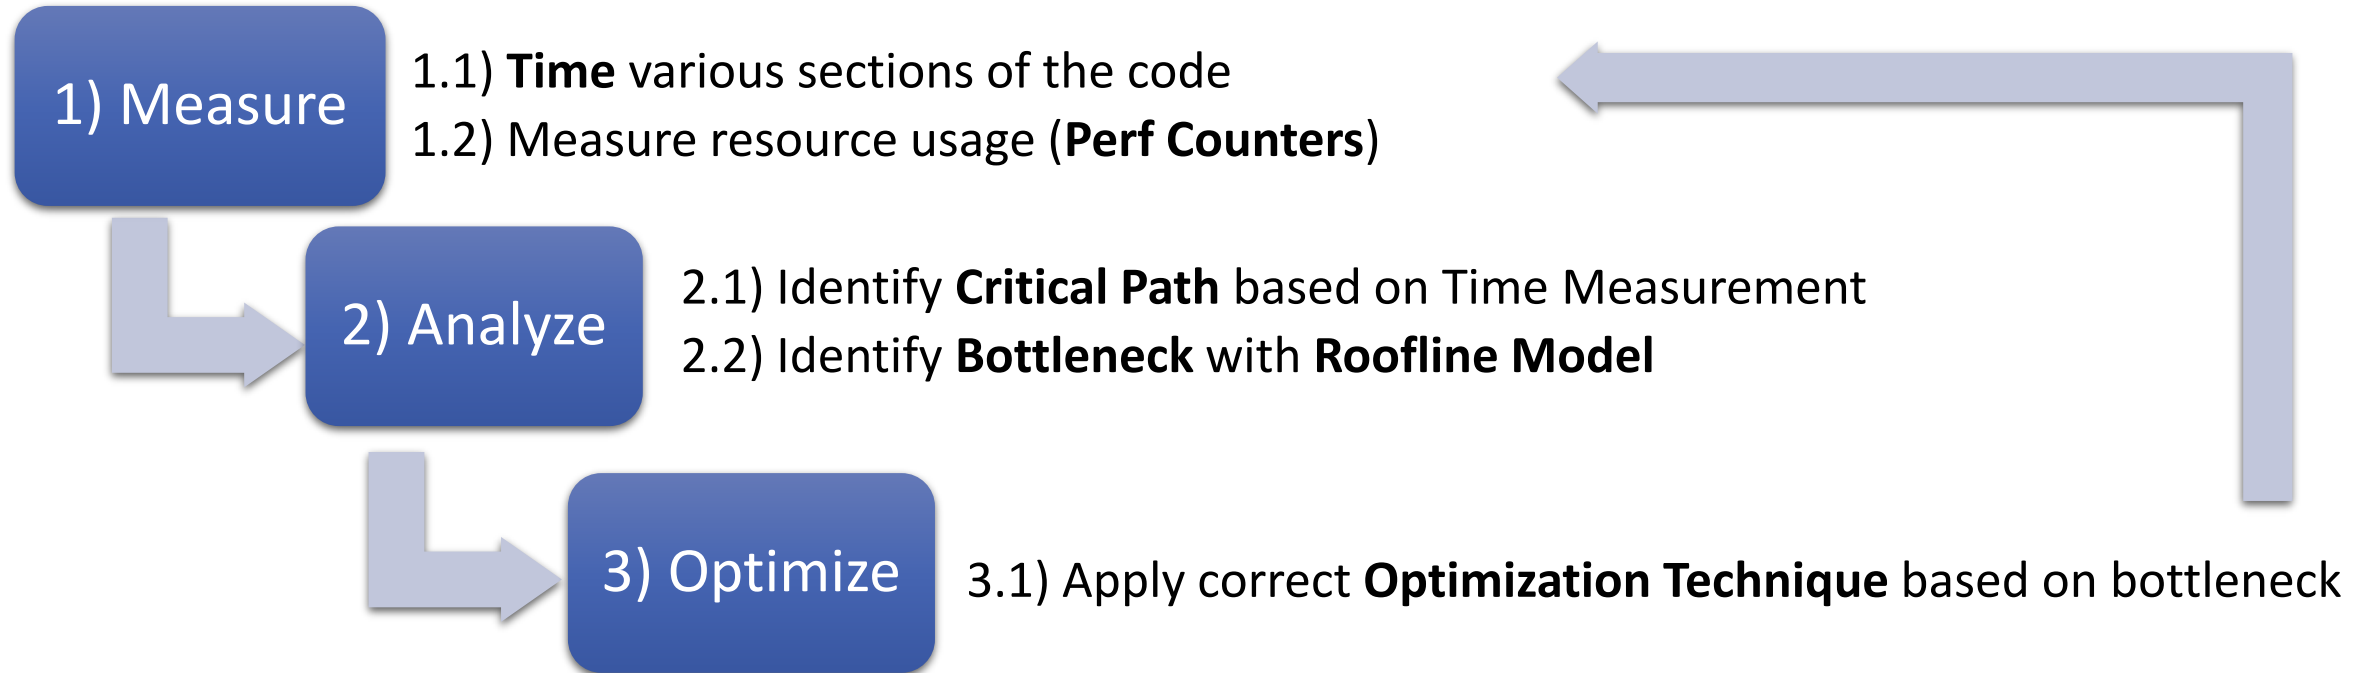 1) Measure
1.1) Time various sections of the code
1.2) Measure resource usage (Perf Counters)
2) Analyze
2.1) Identify Critical Path based on Time Measurement
2.2) Identify Bottleneck with Roofline Model
3) Optimize
3.1) Apply correct Optimization Technique based on bottleneck